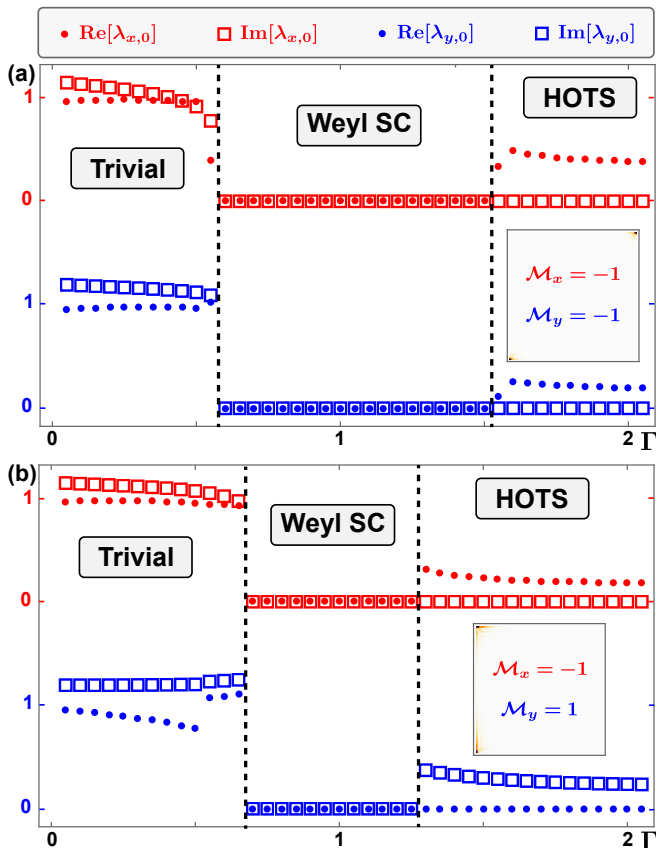 Re[λx,0] Im[λx,0] Re[λy,0] Im[λy,0]
(a)
1
HOTS
Weyl SC
Trivial
0
ℳx = −1
1
ℳy = −1
0
0 1 2 Γ
(b)
1
HOTS
Weyl SC
Trivial
0
ℳx = −1
1
ℳy = 1
0
0 1 2 Γ